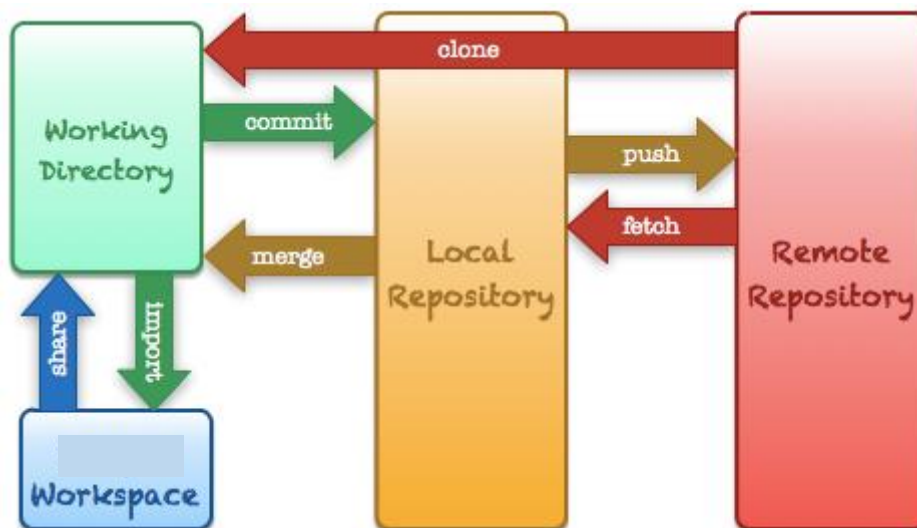 clone
Working
Directory
commit
push
fetch
merge
Local
Repository
Remote
Repository
share
import
Workspace